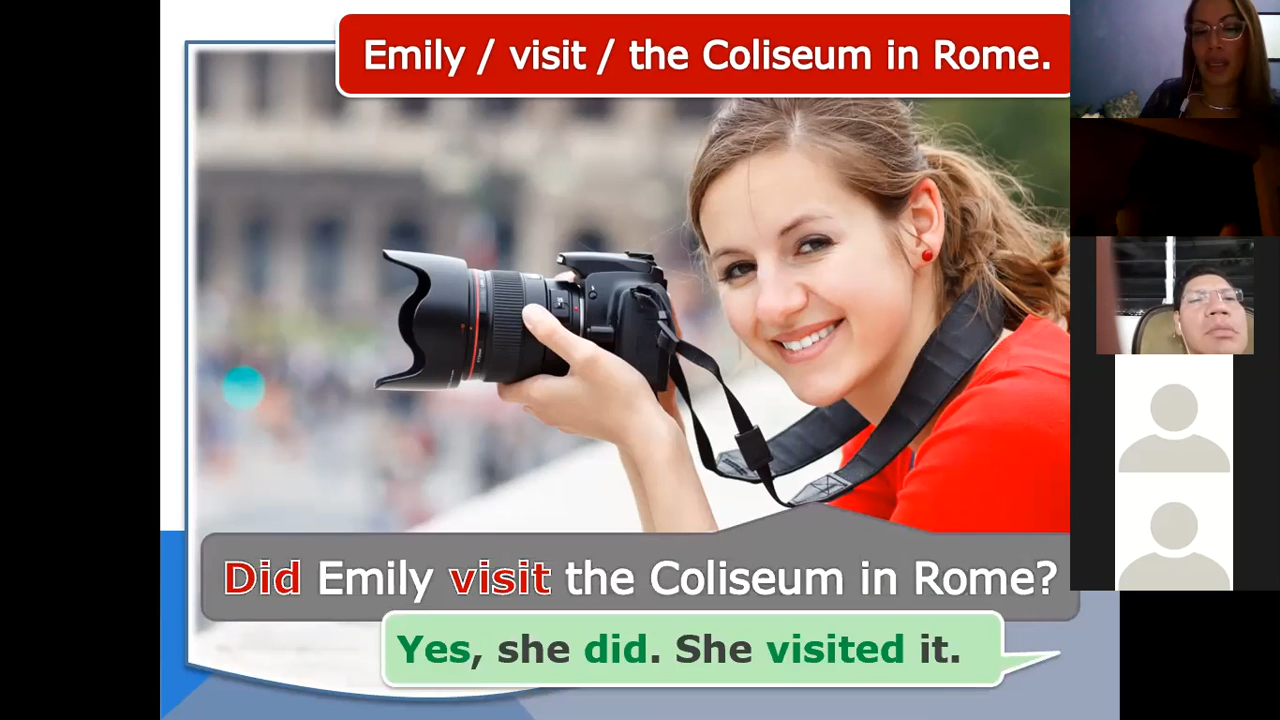 Emily / visit / the Coliseum in Rome.
Did Emily visit the Coliseum in Rome?
Yes, she did. She visited it.